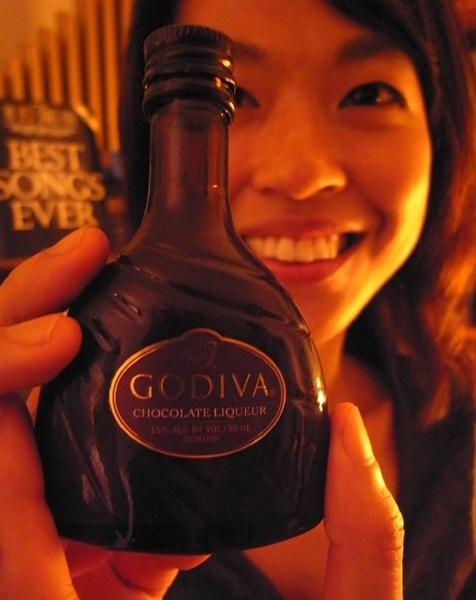 BEST
SONGS
EVER
GODIVA®
CHOCOLATE LIQUEUR
15% ALC BY VOL/50 mL